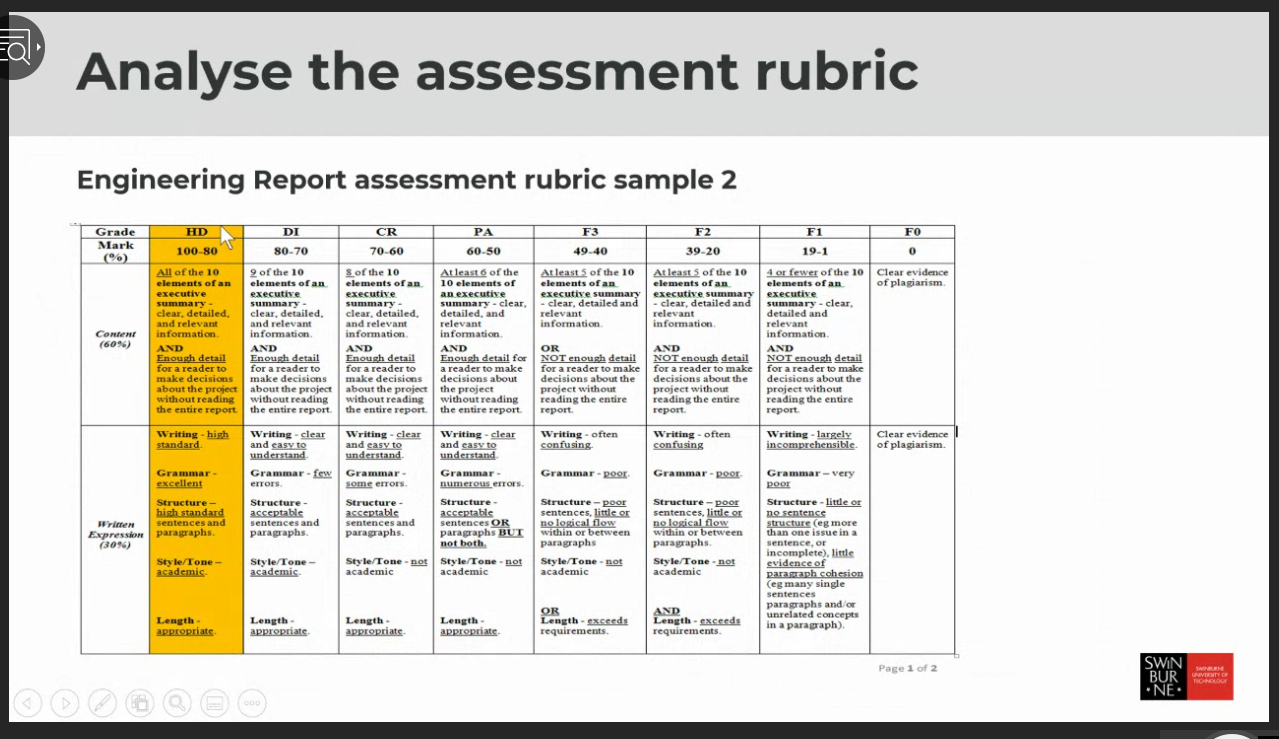 Analyse the assessment rubric
Engineering Report assessment rubric sample 2
Grade HD DI CR PA F3 F2 F1 F0
Mark (%) 100-80 80-70 70-60 60-50 49-40 39-20 19-1 0
Content
(60%)
All of the 10
elements of an
executive
summary -
clear, detailed,
and relevant
information.
AND
Enough detail
for a reader to
make decisions
about the project
without reading
the entire report.
9 of the 10
elements of an
executive
summary -
clear, detailed,
and relevant
information.
AND
Enough detail
for a reader to
make decisions
about the project
without reading
the entire report.
8 of the 10
elements of an
executive
summary -
clear, detailed,
and relevant
information.
AND
Enough detail
for a reader to
make decisions
about the project
without reading
the entire report.
At least 6 of the
10 elements of
an executive
summary - clear,
detailed, and
relevant
information.
AND
Enough detail for
a reader to make
decisions about
the project
without reading
the entire report.
At least 5 of the 10
elements of an
executive summary
- clear, detailed and
relevant
information.
OR
NOT enough detail
for a reader to make
decisions about the
project without
reading the entire
report.
At least 5 of the 10
elements of an
executive summary
- clear, detailed and
relevant
information.
AND
NOT enough detail
for a reader to make
decisions about the
project without
reading the entire
report.
4 or fewer of the 10
elements of an
executive
summary - clear,
detailed and
relevant
information.
AND
NOT enough detail
for a reader to make
decisions about the
project without
reading the entire
report.
Clear evidence
of plagiarism.
Written
Expression
(30%)
Writing - high
standard.
Grammar -
excellent
Structure –
high standard
sentences and
paragraphs.
Style/Tone –
academic.
Length -
appropriate.
Writing - clear
and easy to
understand.
Grammar - few
errors.
Structure -
acceptable
sentences and
paragraphs.
Style/Tone –
academic.
Length -
appropriate.
Writing - clear
and easy to
understand.
Grammar -
some errors.
Structure -
acceptable
sentences and
paragraphs.
Style/Tone - not
academic
Length -
appropriate.
Writing - clear
and easy to
understand.
Grammar -
numerous errors.
Structure -
acceptable
sentences OR
paragraphs BUT
not both.
Style/Tone - not
academic
Length -
appropriate.
Writing - often
confusing.
Grammar - poor.
Structure – poor
sentences, little or
no logical flow
within or between
paragraphs
Style/Tone - not
academic
OR
Length - exceeds
requirements.
Writing - often
confusing
Grammar - poor.
Structure – poor
sentences, little or
no logical flow
within or between
paragraphs.
Style/Tone - not
academic
AND
Length - exceeds
requirements.
Writing - largely
incomprehensible.
Grammar – very
poor
Structure - little or
no sentence
structure (eg more
than one issue in a
sentence, or
incomplete), little
evidence of
paragraph cohesion
(eg many single
sentences
paragraphs and/or
unrelated concepts
in a paragraph).
Clear evidence
of plagiarism.
Page 1 of 2
SWiN
BUR
*NE*
SWINBURNE
UNIVERSITY OF
TECHNOLOGY